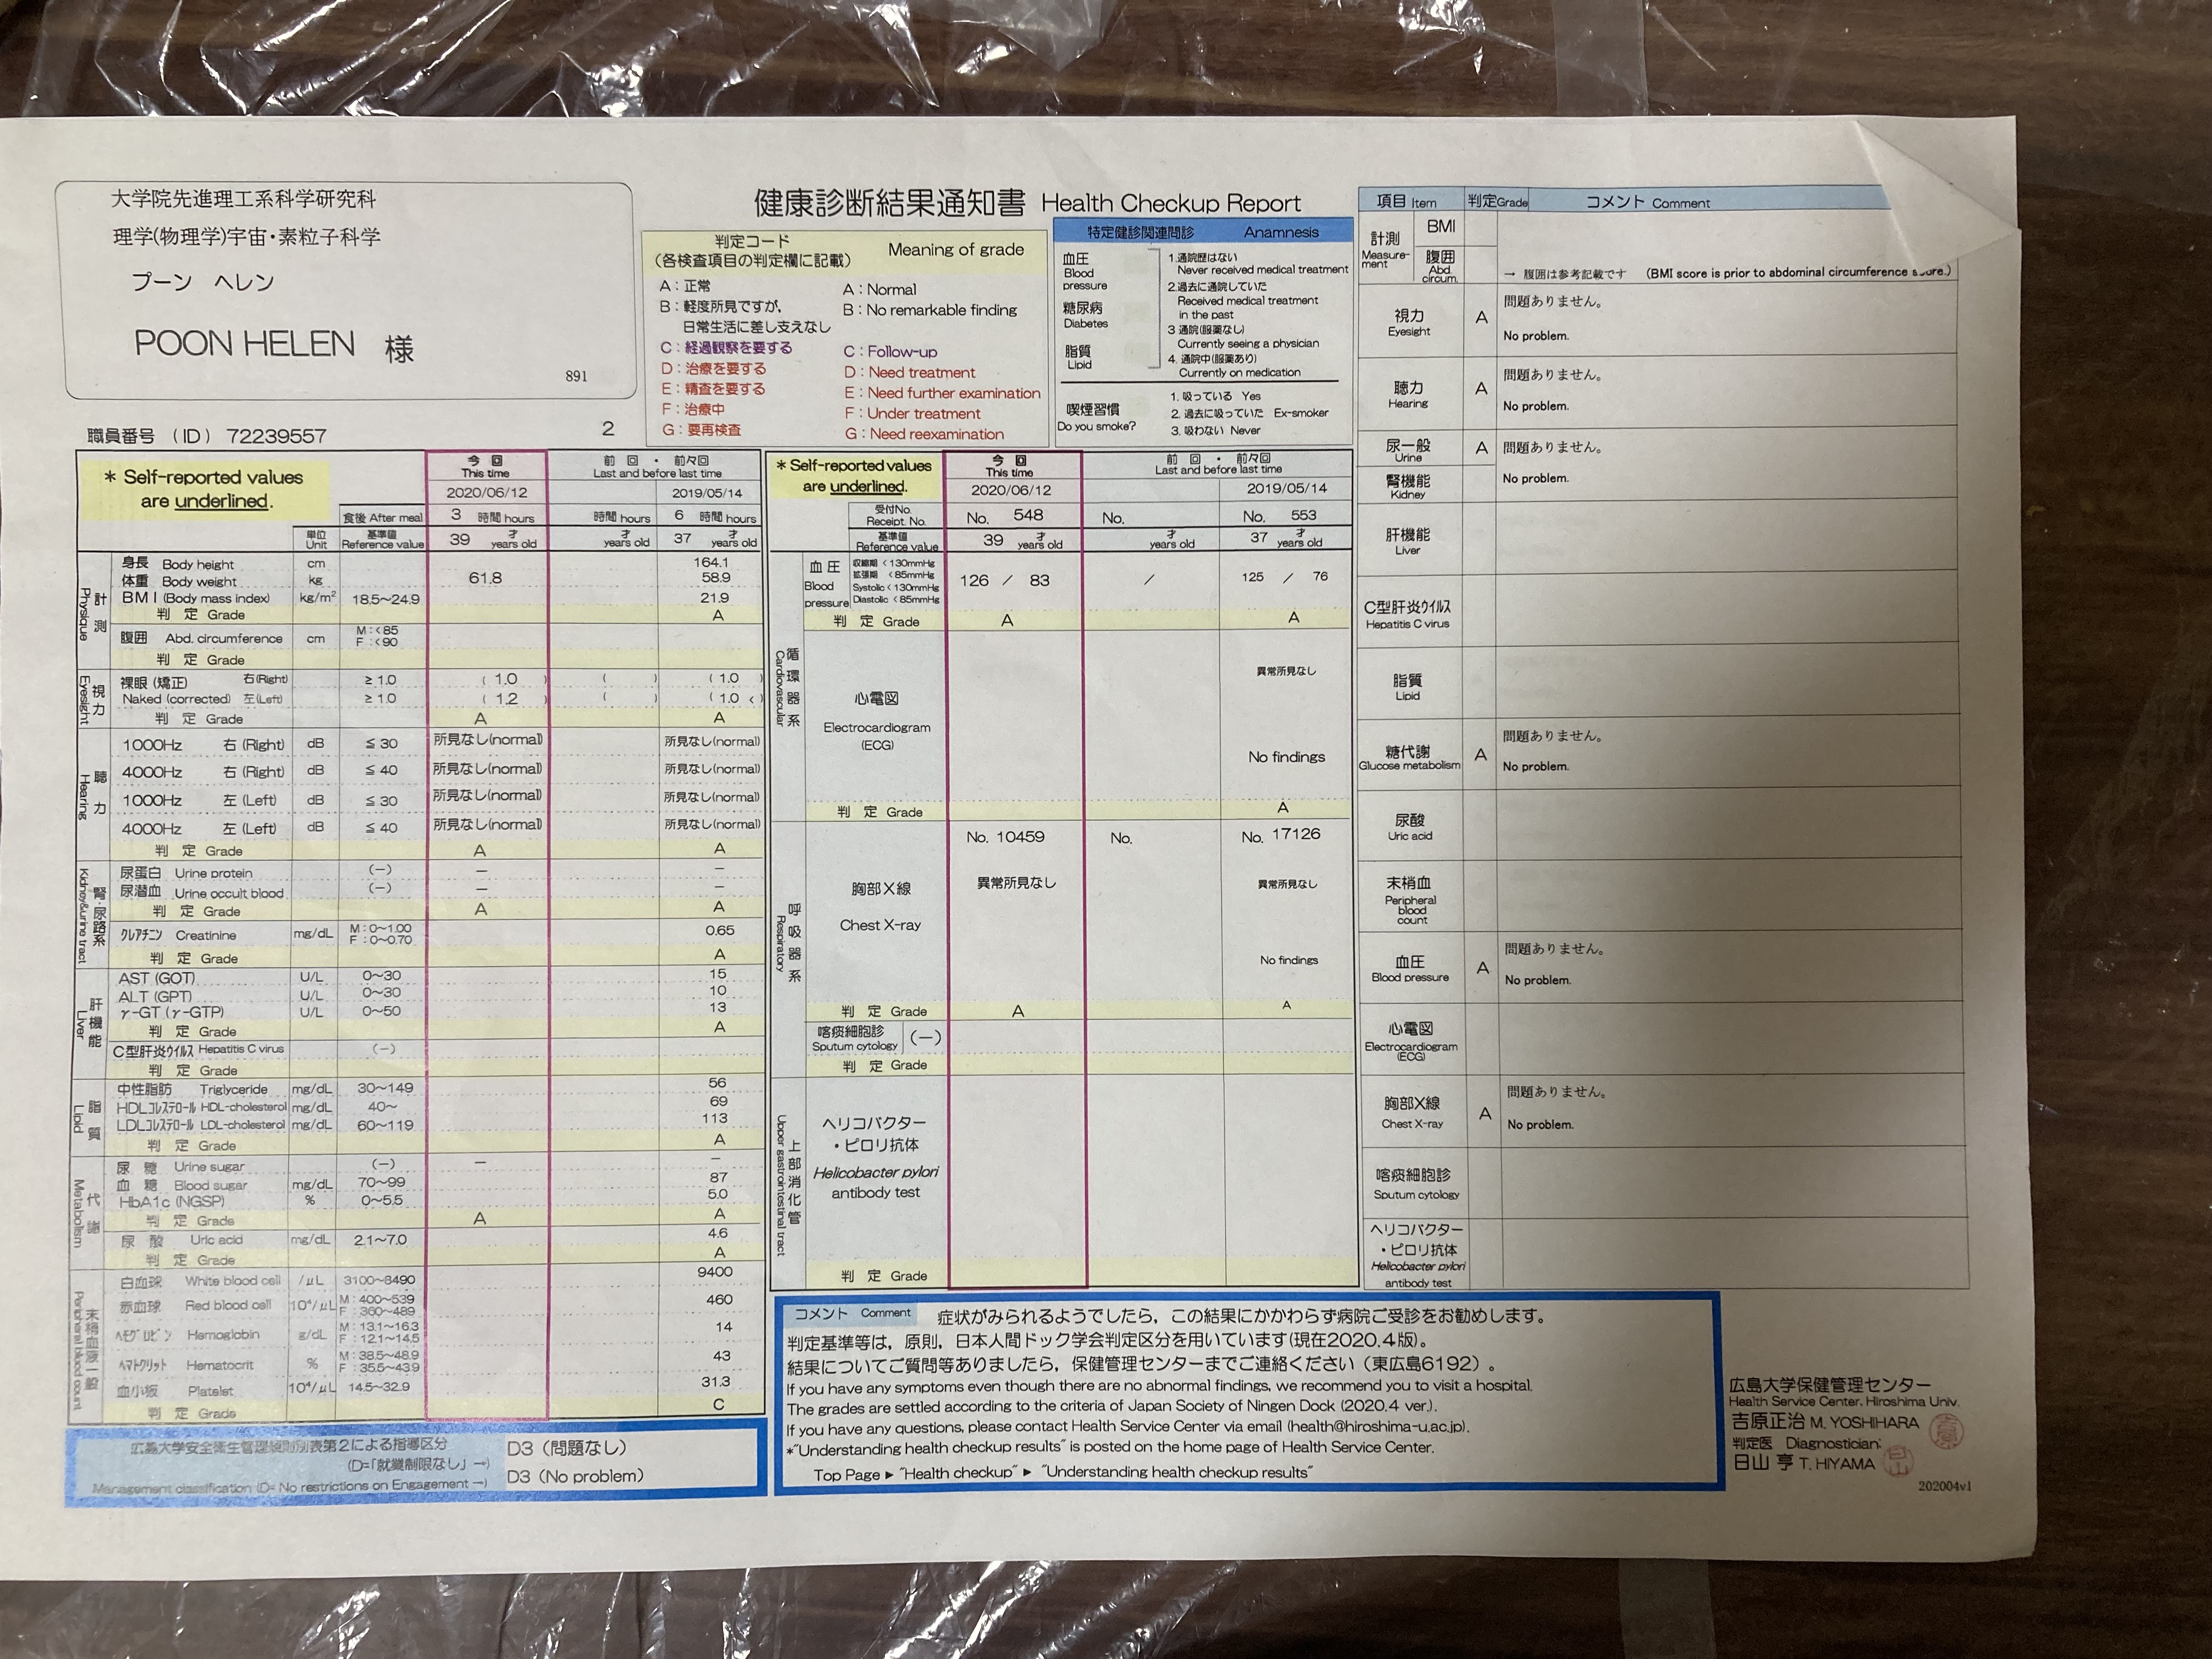 健康診断結果通知書 Health Checkup Report
大学院先進理工系科学研究科
理学(物理学)宇宙・素粒子科学
プーン ヘレン
POON HELEN 様
891
職員番号 (ID) 72239557 2
判定コード Meaning of grade
(各検査項目の判定欄に記載)
A：正常 A：Normal
B：軽度所見ですが, B：No remarkable finding
日常生活に差し支えなし
C：経過観察を要する C：Follow-up
D：治療を要する D：Need treatment
E：精査を要する E：Need further examination
F：治療中 F：Under treatment
G：要再検査 G：Need reexamination
特定健診関連問診 Anamnesis
血圧 Blood pressure
糖尿病 Diabetes
脂質 Lipid
1.通院歴はない
Never received medical treatment
2.過去に通院していた
Received medical treatment
in the past
3.通院(服薬なし)
Currently seeing a physician
4.通院中(服薬あり)
Currently on medication
喫煙習慣 1. 吸っている Yes
Do you smoke? 2. 過去に吸っていた Ex-smoker
3. 吸わない Never
* Self-reported values
are underlined.
今回 This time 前回・前々回 Last and before last time
2020/06/12 2019/05/14
食後 After meal 3 時間 hours 時間 hours 6 時間 hours
単位 Unit 基準値 Reference value 39 才 years old 才 years old 37 才 years old
計測 Physique
身長 Body height cm 164.1
体重 Body weight kg 61.8 58.9
BMI (Body mass index) kg/m² 18.5~24.9 21.9
判定 Grade A
腹囲 Abd. circumference cm M：<85 F：<90
判定 Grade
視力 Eyesight
裸眼 (矯正) 右(Right) ≥ 1.0 ( 1.0 ) ( ) ( 1.0 )
Naked (corrected) 左(Left) ≥ 1.0 ( 1.2 ) ( ) ( 1.0 )
判定 Grade A A
聴力 Hearing
1000Hz 右 (Right) dB ≤ 30 所見なし(normal) 所見なし(normal)
4000Hz 右 (Right) dB ≤ 40 所見なし(normal) 所見なし(normal)
1000Hz 左 (Left) dB ≤ 30 所見なし(normal) 所見なし(normal)
4000Hz 左 (Left) dB ≤ 40 所見なし(normal) 所見なし(normal)
判定 Grade A A
腎・尿路系 Kidney&urine tract
尿蛋白 Urine protein (−) − −
尿潜血 Urine occult blood (−) − −
判定 Grade A A
クレアチニン Creatinine mg/dL M：0~1.00 F：0~0.70 0.65
判定 Grade A
肝機能 Liver
AST (GOT) U/L 0~30 15
ALT (GPT) U/L 0~30 10
γ-GT (γ-GTP) U/L 0~50 13
判定 Grade A
C型肝炎ウイルス Hepatitis C virus (−)
判定 Grade
脂質 Lipid
中性脂肪 Triglyceride mg/dL 30~149 56
HDLコレステロール HDL-cholesterol mg/dL 40~ 69
LDLコレステロール LDL-cholesterol mg/dL 60~119 113
判定 Grade A
代謝 Metabolism
尿糖 Urine sugar (−) − −
血糖 Blood sugar mg/dL 70~99 87
HbA1c (NGSP) % 0~5.5 5.0
判定 Grade A A
尿酸 Uric acid mg/dL 2.1~7.0 4.6
判定 Grade A
末梢血液一般 Peripheral blood count
白血球 White blood cell /μL 3100~8490 9400
赤血球 Red blood cell 10⁴/μL M：400~539 F：360~489 460
ヘモグロビン Hemoglobin g/dL M：13.1~16.3 F：12.1~14.5 14
ヘマトクリット Hematocrit % M：38.5~48.9 F：35.5~43.9 43
血小板 Platelet 10⁴/μL 14.5~32.9 31.3
判定 Grade C
広島大学安全衛生管理規則別表第2による指導区分
(D=「就業制限なし」→) D3 (問題なし)
Management classification (D= No restrictions on Engagement →) D3 (No problem)
* Self-reported values
are underlined.
今回 This time 前回・前々回 Last and before last time
2020/06/12 2019/05/14
受付No. Receipt. No. No. 548 No. No. 553
基準値 Reference value 39 才 years old 才 years old 37 才 years old
循環器系 Cardiovascular
血圧 Blood pressure
収縮期 <130mmHg
拡張期 <85mmHg
Systolic <130mmHg
Diastolic <85mmHg
126 / 83 / 125 / 76
判定 Grade A A
心電図 Electrocardiogram (ECG) 異常所見なし No findings
判定 Grade A
呼吸器系 Respiratory
No. 10459 No. No. 17126
胸部X線 Chest X-ray 異常所見なし 異常所見なし No findings
判定 Grade A A
喀痰細胞診 Sputum cytology (−)
判定 Grade
上部消化管 Upper gastrointestinal tract
ヘリコバクター・ピロリ抗体
Helicobacter pylori antibody test
判定 Grade
コメント Comment
症状がみられるようでしたら，この結果にかかわらず病院ご受診をお勧めします。
判定基準等は，原則，日本人間ドック学会判定区分を用いています(現在2020.4版)。
結果についてご質問等ありましたら，保健管理センターまでご連絡ください（東広島6192）。
If you have any symptoms even though there are no abnormal findings, we recommend you to visit a hospital.
The grades are settled according to the criteria of Japan Society of Ningen Dock (2020.4 ver).
If you have any questions, please contact Health Service Center via email (health@hiroshima-u.ac.jp).
*"Understanding health checkup results" is posted on the home page of Health Service Center.
Top Page ► "Health checkup" ► "Understanding health checkup results"
項目 Item 判定Grade コメント Comment
計測 Measurement BMI
腹囲 Abd. circum. → 腹囲は参考記載です (BMI score is prior to abdominal circumference score.)
視力 Eyesight A 問題ありません。 No problem.
聴力 Hearing A 問題ありません。 No problem.
尿一般 Urine A 問題ありません。
腎機能 Kidney No problem.
肝機能 Liver
C型肝炎ウイルス Hepatitis C virus
脂質 Lipid
糖代謝 Glucose metabolism A 問題ありません。 No problem.
尿酸 Uric acid
末梢血 Peripheral blood count
血圧 Blood pressure A 問題ありません。 No problem.
心電図 Electrocardiogram (ECG)
胸部X線 Chest X-ray A 問題ありません。 No problem.
喀痰細胞診 Sputum cytology
ヘリコバクター・ピロリ抗体 Helicobacter pylori antibody test
広島大学保健管理センター
Health Service Center, Hiroshima Univ.
吉原正治 M. YOSHIHARA
判定医 Diagnostician;
日山 亨 T. HIYAMA
202004v1